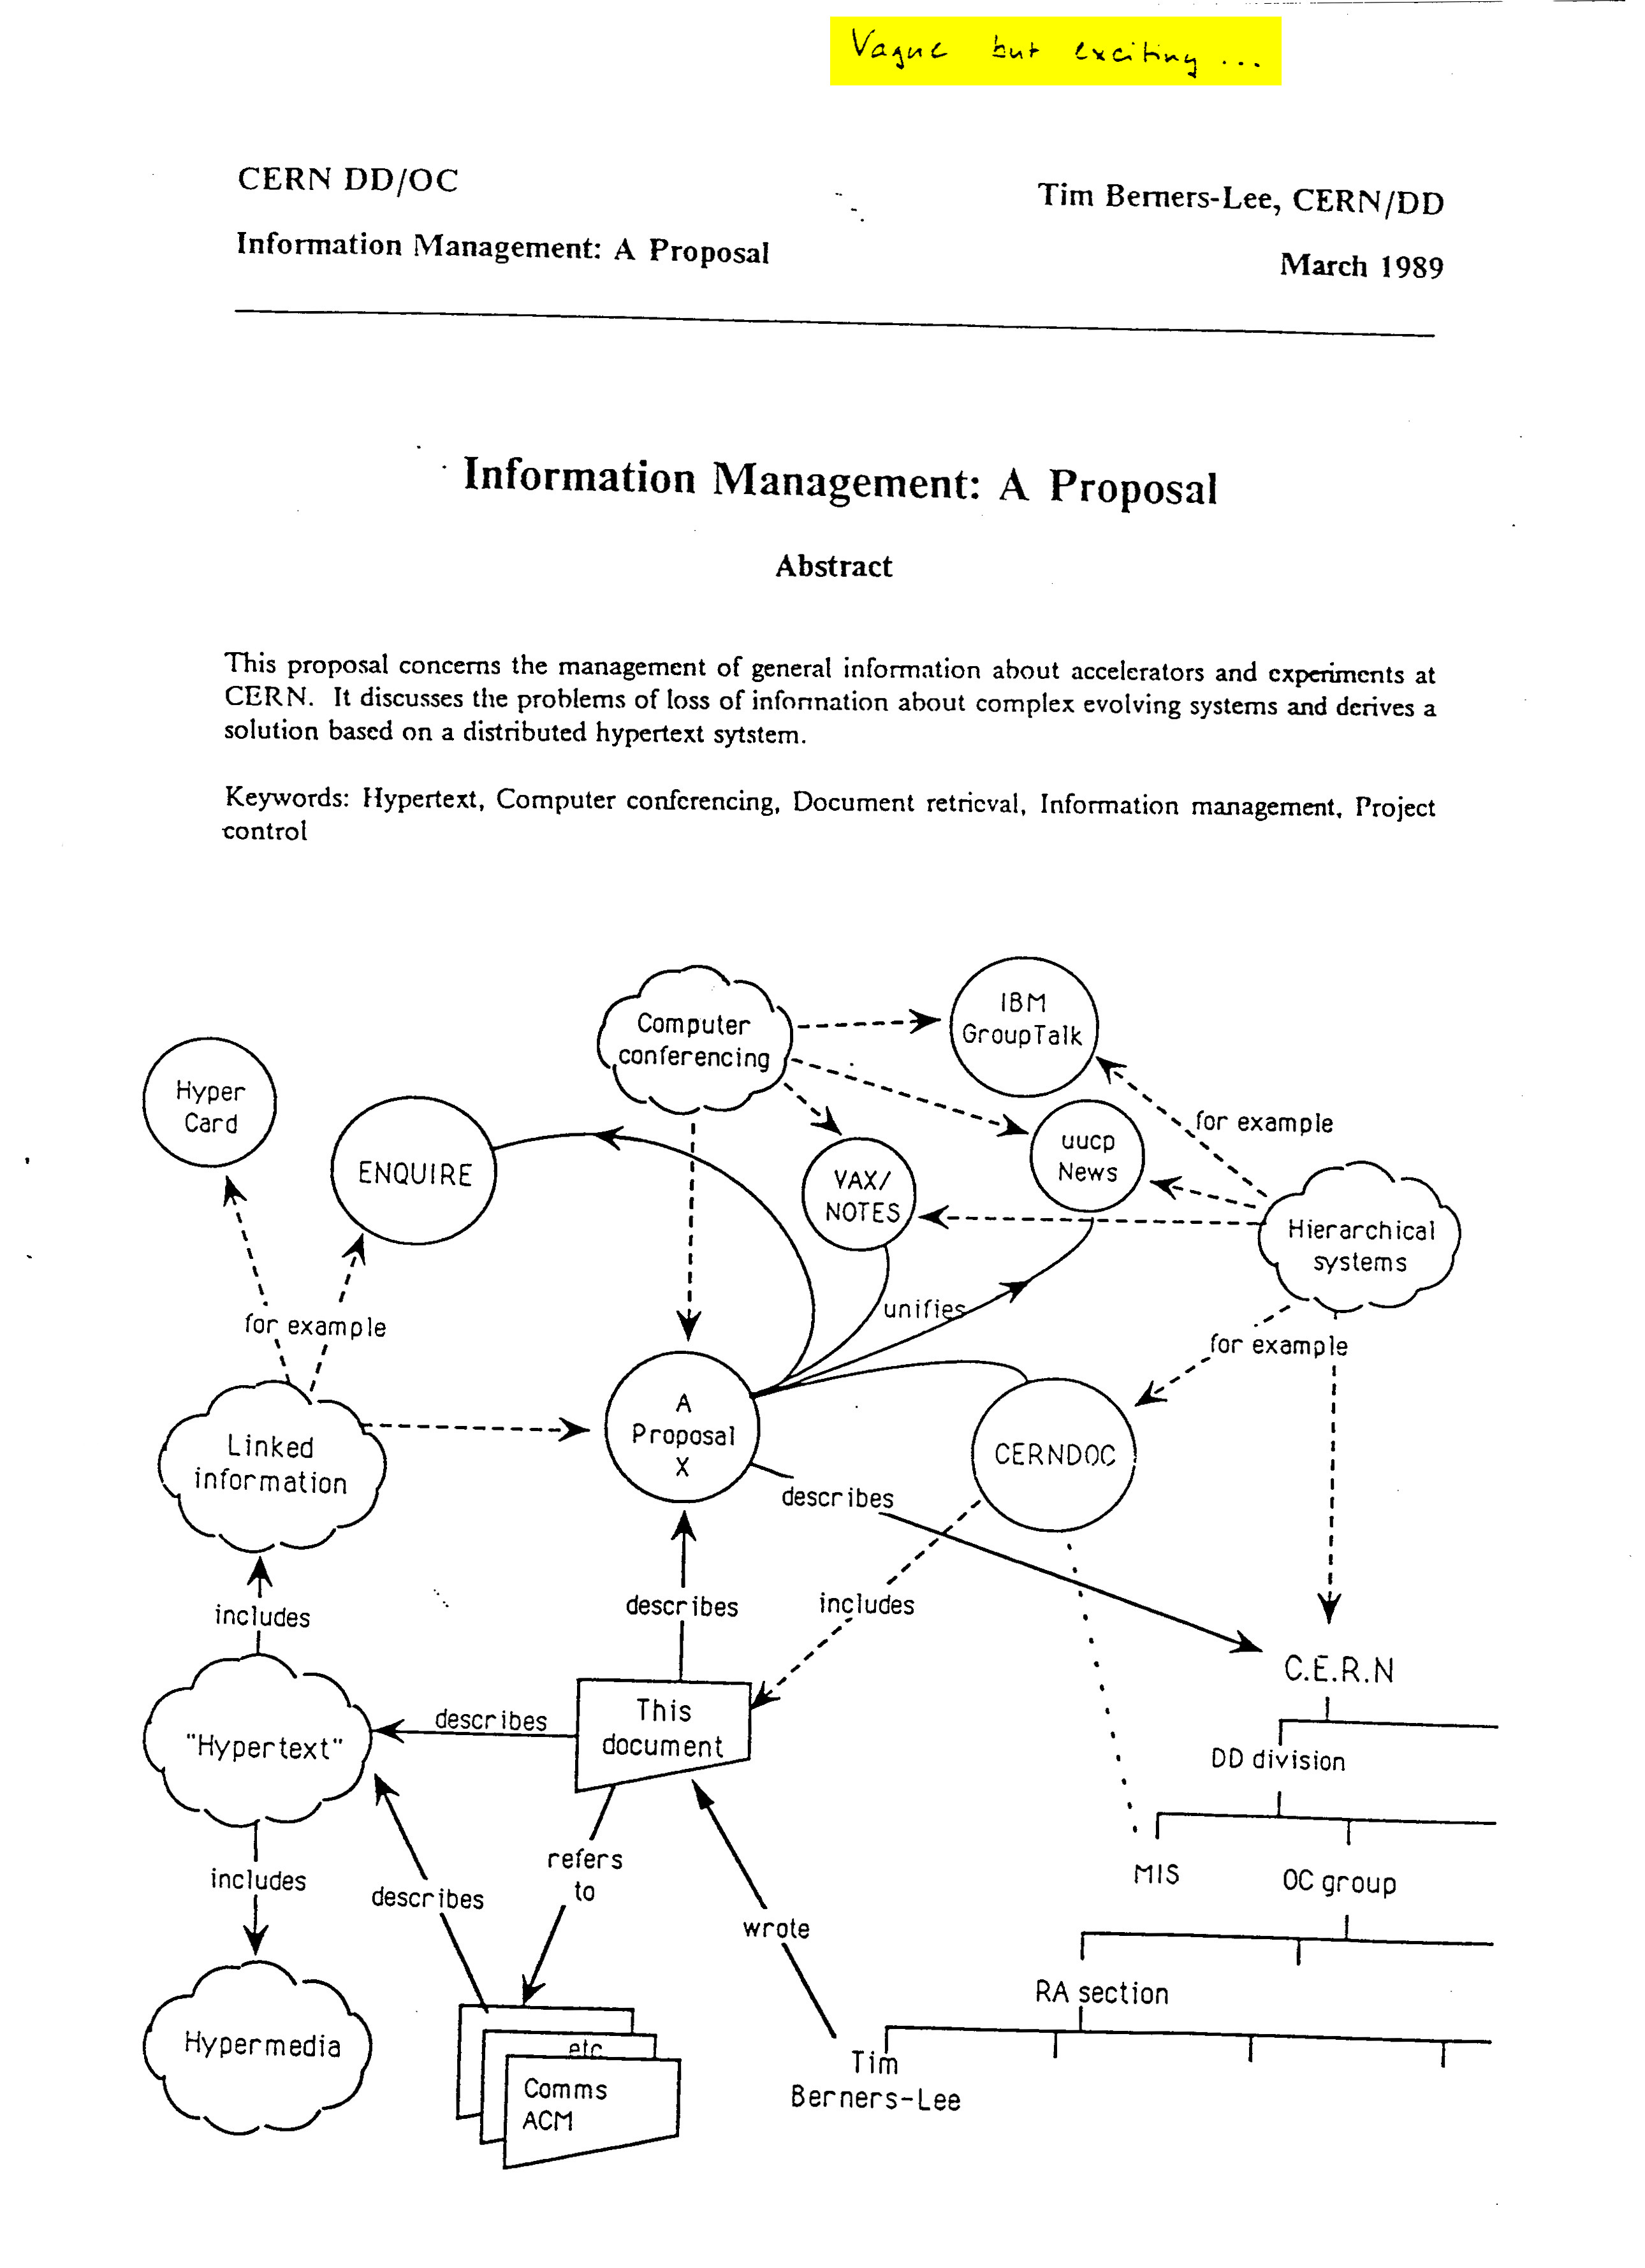 Vague but exciting ...
CERN DD/OC
Tim Berners-Lee, CERN/DD
Information Management: A Proposal
March 1989
Information Management: A Proposal
Abstract
This proposal concerns the management of general information about accelerators and experiments at
CERN. It discusses the problems of loss of information about complex evolving systems and derives a
solution based on a distributed hypertext sytstem.
Keywords: Hypertext, Computer conferencing, Document retrieval, Information management, Project
control
IBM
GroupTalk
Computer
conferencing
Hyper
Card
for example
uucp
News
ENQUIRE
VAX/
NOTES
Hierarchical
systems
unifies
for example
for example
A
Proposal
X
Linked
information
CERNDOC
describes
includes
describes
includes
C.E.R.N
This
document
describes
"Hypertext"
DD division
refers
to
MIS
OC group
includes
describes
wrote
RA section
Hypermedia
etc
Tim
Berners-Lee
Comms
ACM